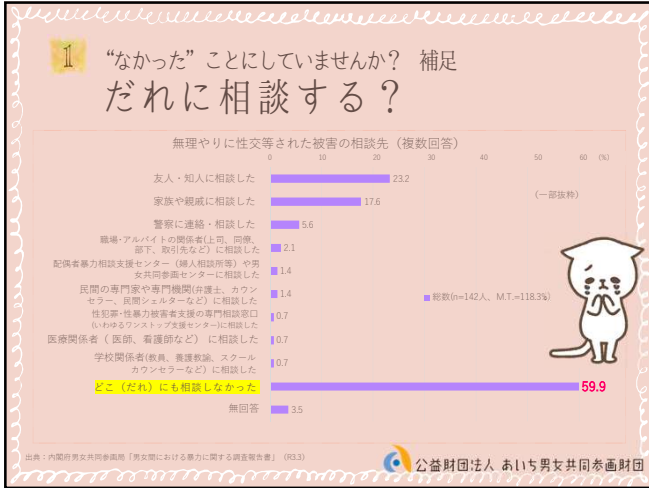 1 “なかった”ことにしていませんか？ 補足
だれに相談する？
無理やりに性交等された被害の相談先（複数回答）
0 10 20 30 40 50 60 (%)
友人・知人に相談した 23.2
（一部抜粋）
家族や親戚に相談した 17.6
警察に連絡・相談した 5.6
職場・アルバイトの関係者(上司、同僚、
部下、取引先など）に相談した 2.1
配偶者暴力相談支援センター（婦人相談所等）や男
女共同参画センターに相談した 1.4
民間の専門家や専門機関(弁護士、カウン
セラー、民間シェルターなど）に相談した 1.4
総数(n=142人、M.T.=118.3%)
性犯罪・性暴力被害者支援の専門相談窓口
(いわゆるワンストップ支援センター)に相談した 0.7
医療関係者（ 医師、看護師など） に相談した 0.7
学校関係者(教員、養護教諭、スクール
カウンセラーなど）に相談した 0.7
どこ（だれ）にも相談しなかった 59.9
無回答 3.5
出典：内閣府男女共同参画局「男女間における暴力に関する調査報告書」（R3.3）
公益財団法人 あいち男女共同参画財団